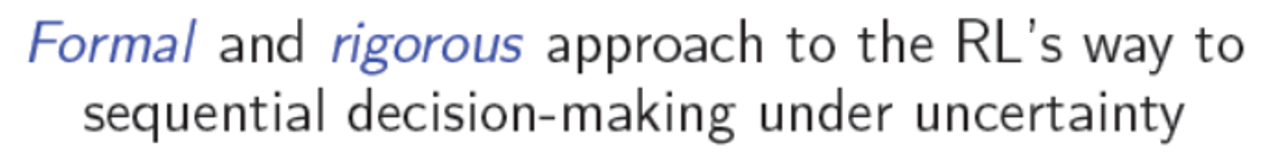 Formal and rigorous approach to the RL's way to
sequential decision-making under uncertainty